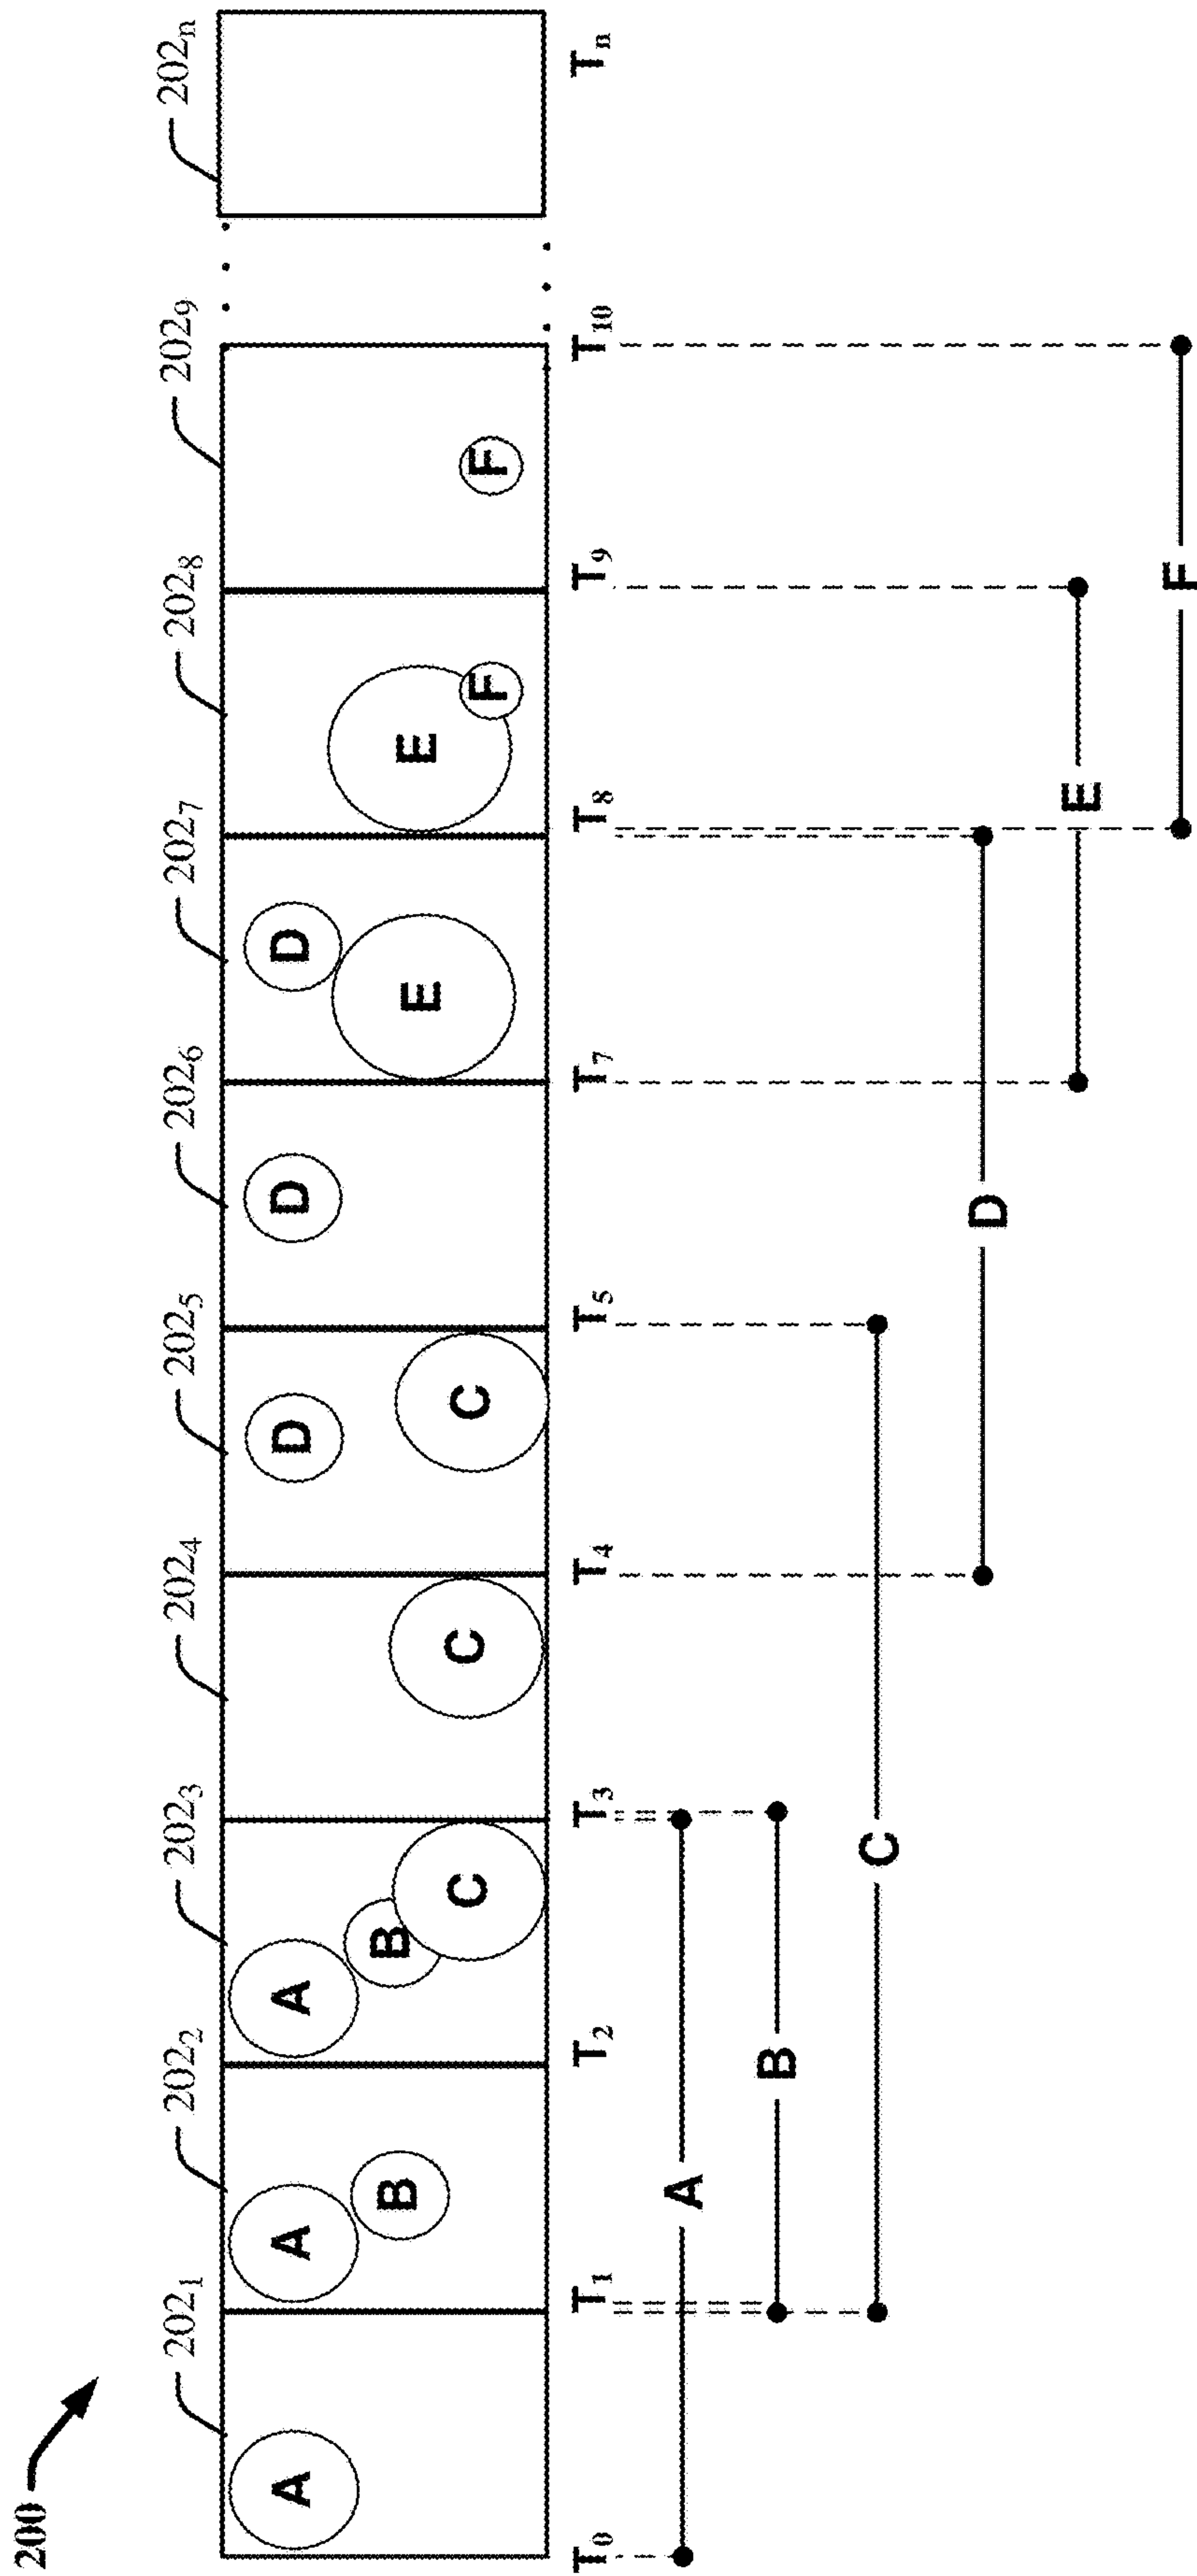 200
202₁ 202₂ 202₃ 202₄ 202₅ 202₆ 202₇ 202₈ 202₉ 202ₙ
A
A B
A B C
C
D C
D
D E
E F
F
T₀ T₁ T₂ T₃ T₄ T₅ T₇ T₈ T₉ T₁₀ Tₙ
A
B
C
D
E
F